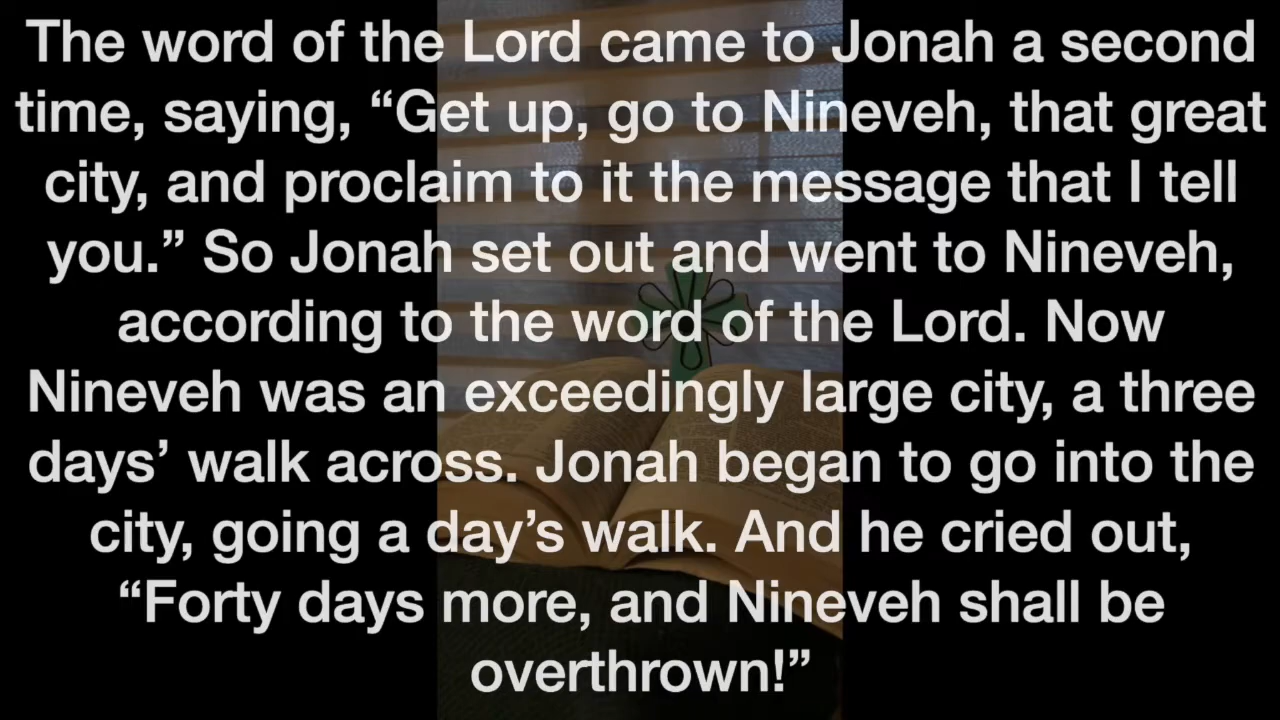 The word of the Lord came to Jonah a second
time, saying, “Get up, go to Nineveh, that great
city, and proclaim to it the message that I tell
you.” So Jonah set out and went to Nineveh,
according to the word of the Lord. Now
Nineveh was an exceedingly large city, a three
days’ walk across. Jonah began to go into the
city, going a day’s walk. And he cried out,
“Forty days more, and Nineveh shall be
overthrown!”